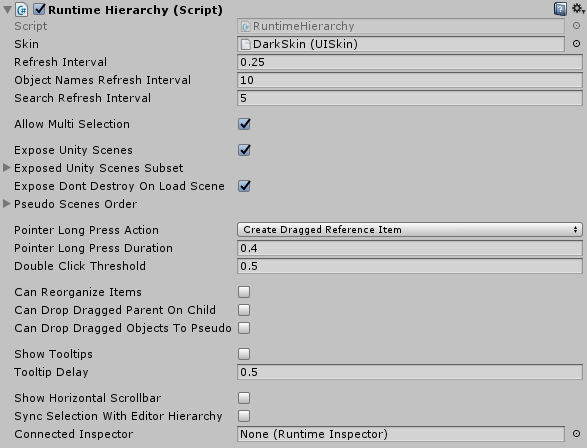 Runtime Hierarchy (Script)
Script RuntimeHierarchy
Skin DarkSkin (UISkin)
Refresh Interval 0.25
Object Names Refresh Interval 10
Search Refresh Interval 5
Allow Multi Selection
Expose Unity Scenes
Exposed Unity Scenes Subset
Expose Dont Destroy On Load Scene
Pseudo Scenes Order
Pointer Long Press Action Create Dragged Reference Item
Pointer Long Press Duration 0.4
Double Click Threshold 0.5
Can Reorganize Items
Can Drop Dragged Parent On Child
Can Drop Dragged Objects To Pseudo
Show Tooltips
Tooltip Delay 0.5
Show Horizontal Scrollbar
Sync Selection With Editor Hierarchy
Connected Inspector None (Runtime Inspector)